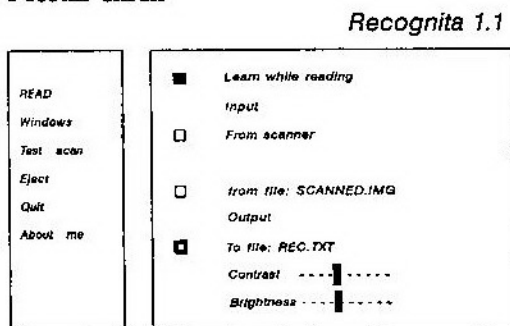 Recognita 1.1
READ
Windows
Test scan
Eject
Quit
About me
Learn while reading
Input
From scanner
from file: SCANNED.IMG
Output
To file: REC.TXT
Contrast
Brightness